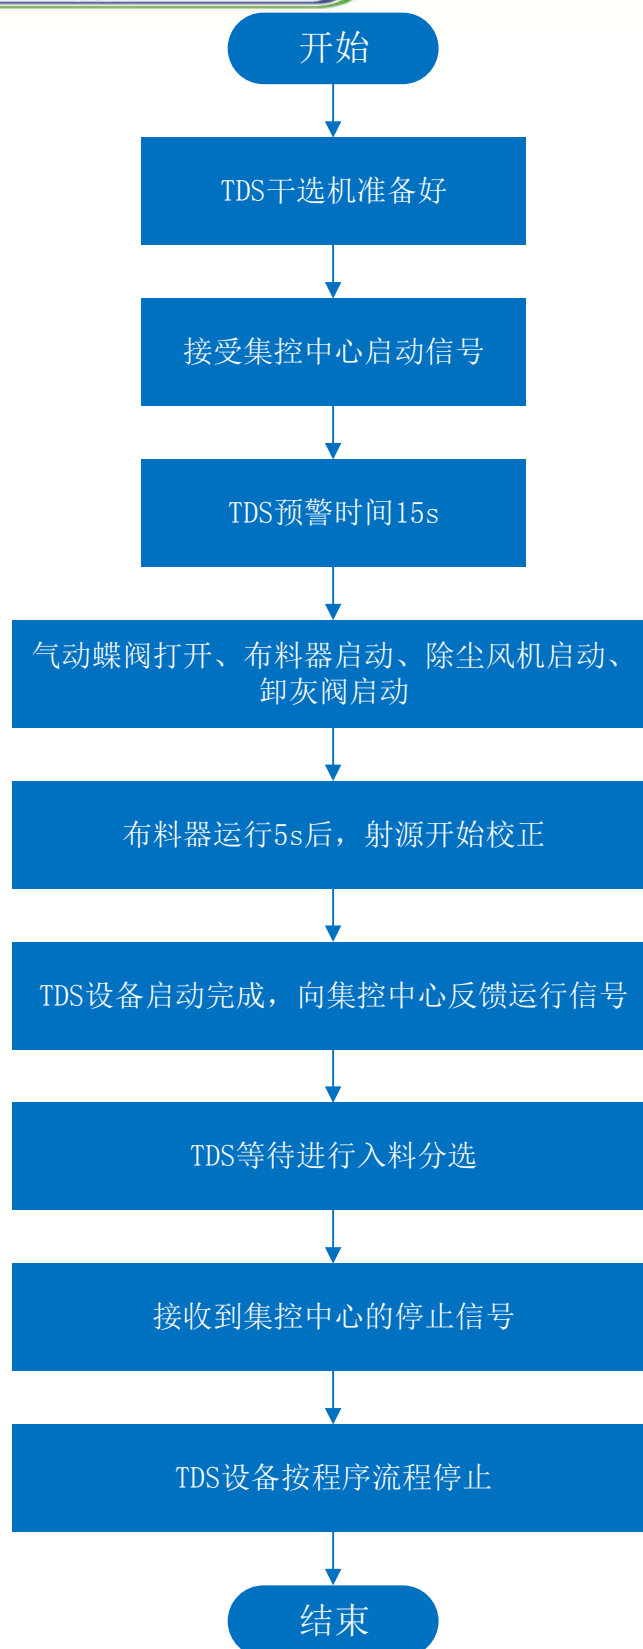 开始
TDS干选机准备好
接受集控中心启动信号
TDS预警时间15s
气动蝶阀打开、布料器启动、除尘风机启动、
卸灰阀启动
布料器运行5s后，射源开始校正
TDS设备启动完成，向集控中心反馈运行信号
TDS等待进行入料分选
接收到集控中心的停止信号
TDS设备按程序流程停止
结束